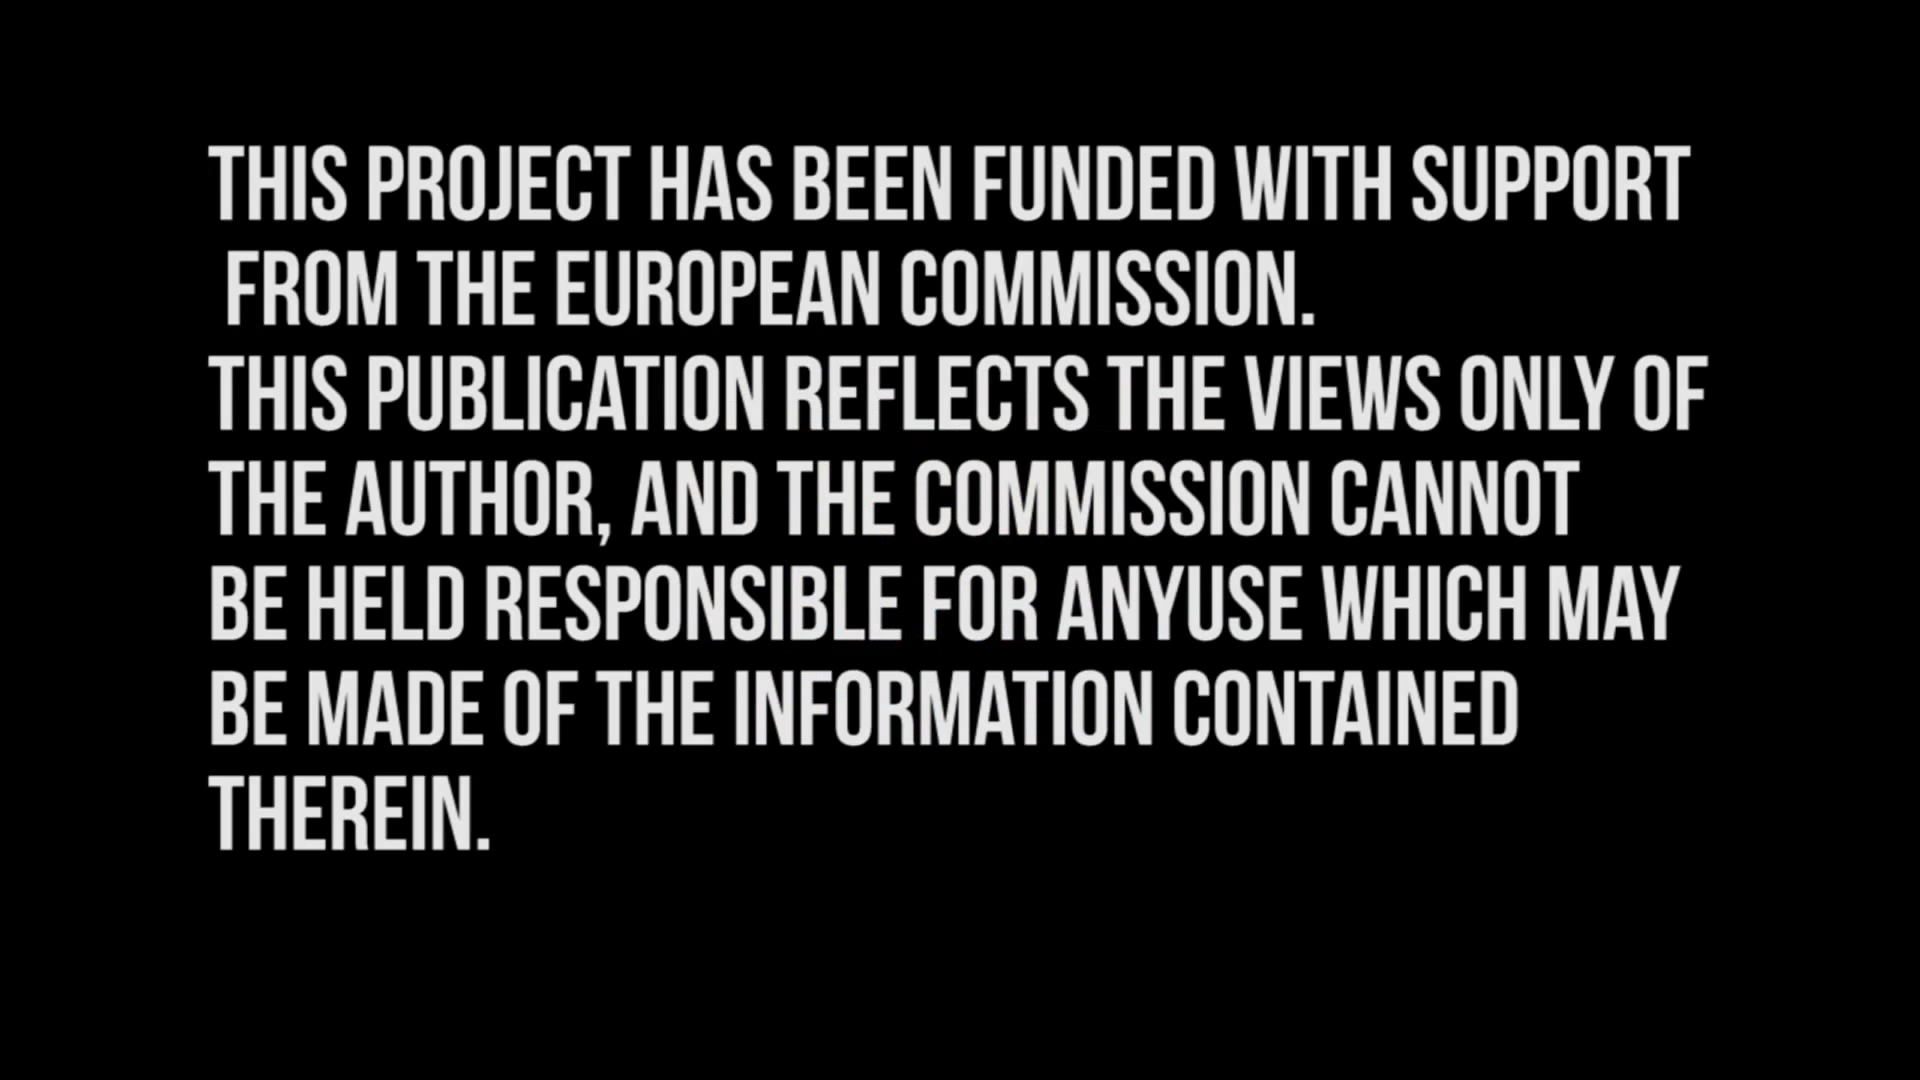 THIS PROJECT HAS BEEN FUNDED WITH SUPPORT
FROM THE EUROPEAN COMMISSION.
THIS PUBLICATION REFLECTS THE VIEWS ONLY OF
THE AUTHOR, AND THE COMMISSION CANNOT
BE HELD RESPONSIBLE FOR ANYUSE WHICH MAY
BE MADE OF THE INFORMATION CONTAINED
THEREIN.